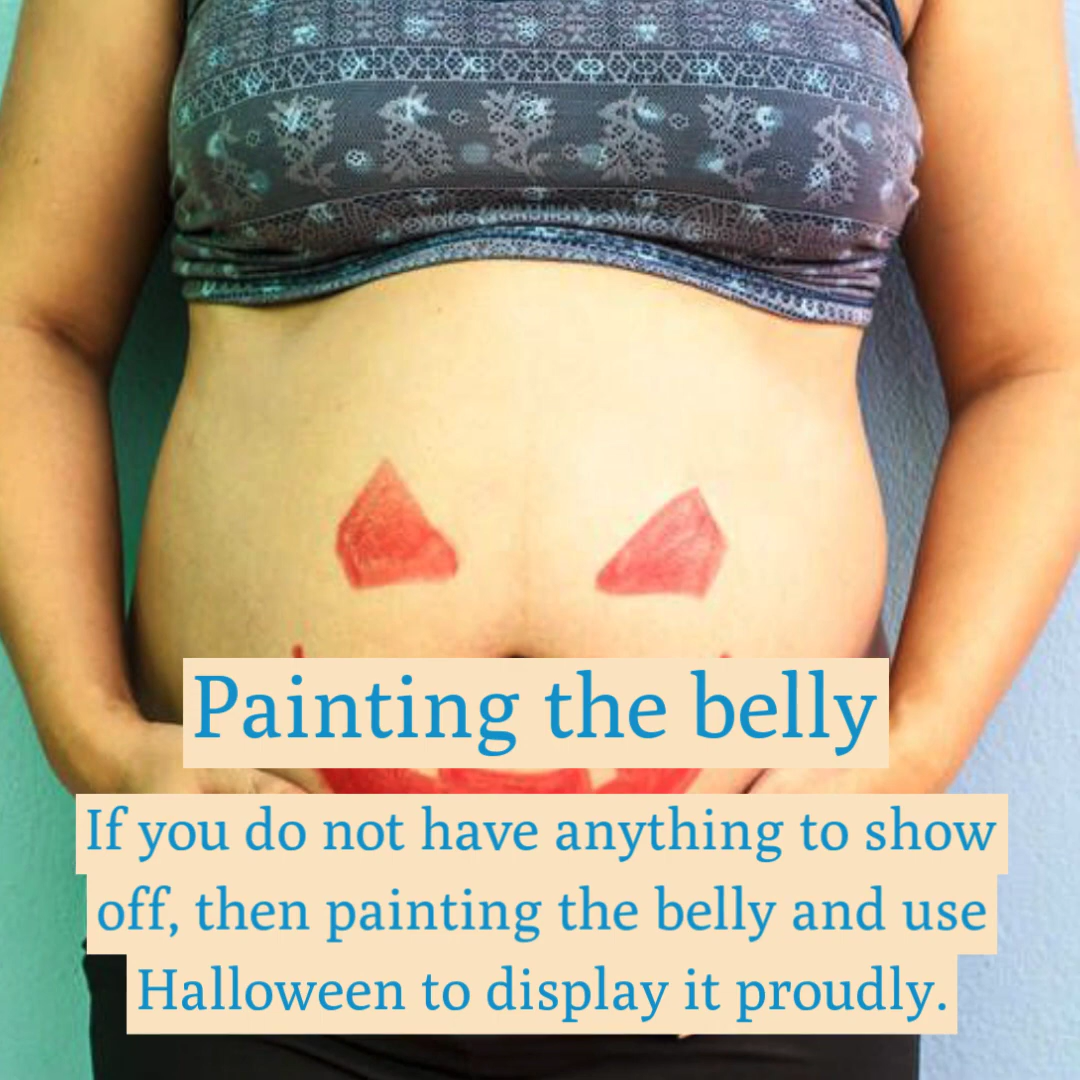 Painting the belly
If you do not have anything to show
off, then painting the belly and use
Halloween to display it proudly.